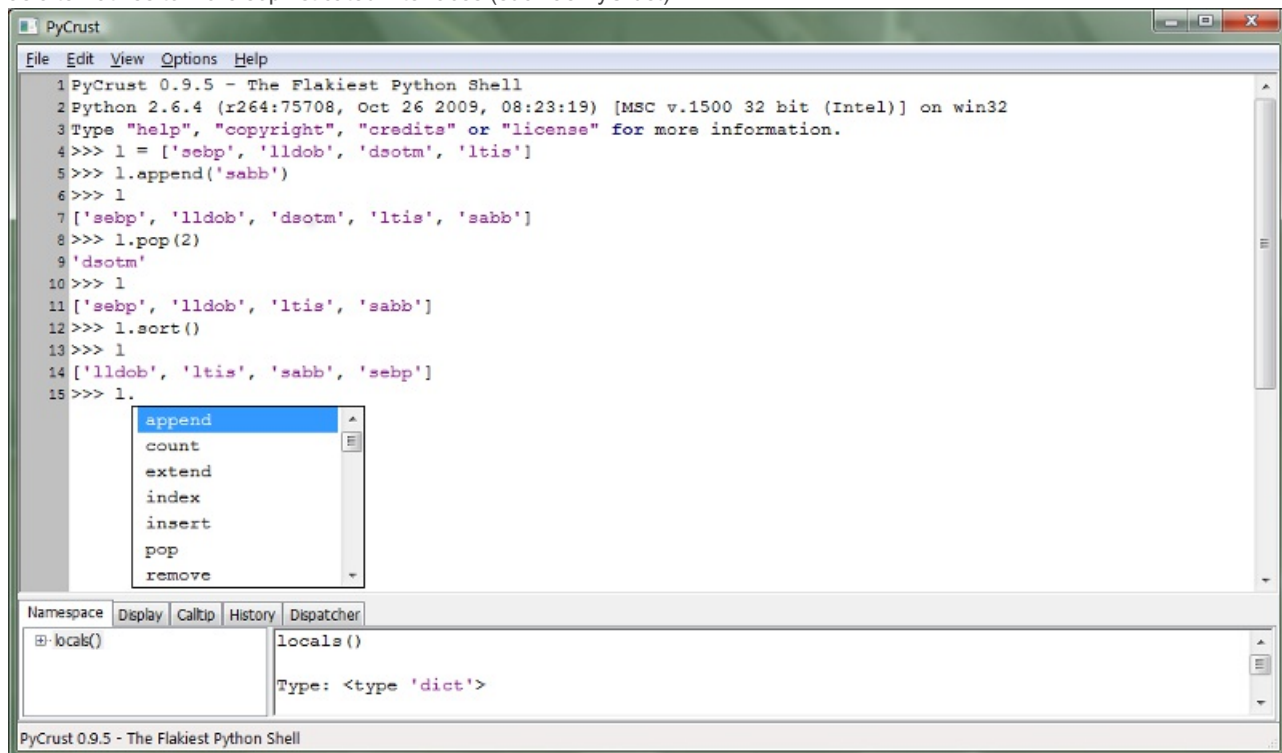 PyCrust
File Edit View Options Help
1 PyCrust 0.9.5 - The Flakiest Python Shell
2 Python 2.6.4 (r264:75708, Oct 26 2009, 08:23:19) [MSC v.1500 32 bit (Intel)] on win32
3 Type "help", "copyright", "credits" or "license" for more information.
4 >>> l = ['sebp', 'lldob', 'dsotm', 'ltis']
5 >>> l.append('sabb')
6 >>> l
7 ['sebp', 'lldob', 'dsotm', 'ltis', 'sabb']
8 >>> l.pop(2)
9 'dsotm'
10 >>> l
11 ['sebp', 'lldob', 'ltis', 'sabb']
12 >>> l.sort()
13 >>> l
14 ['lldob', 'ltis', 'sabb', 'sebp']
15 >>> l.
append
count
extend
index
insert
pop
remove
Namespace Display Calltip History Dispatcher
locals() locals()
Type: <type 'dict'>
PyCrust 0.9.5 - The Flakiest Python Shell